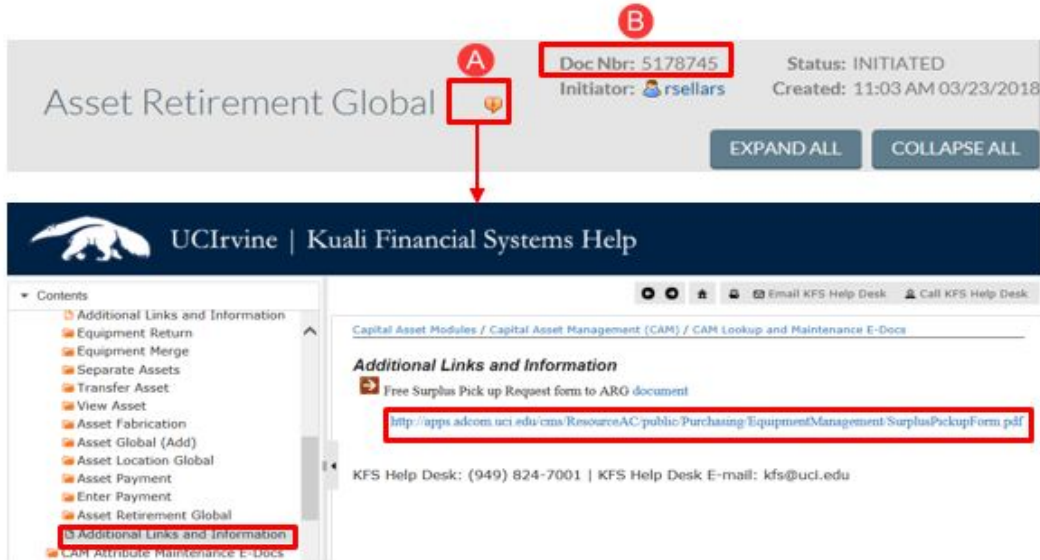 B
A
Doc Nbr: 5178745
Status: INITIATED
Asset Retirement Global
Initiator: rsellars
Created: 11:03 AM 03/23/2018
EXPAND ALL
COLLAPSE ALL
UCIrvine | Kuali Financial Systems Help
Contents
Email KFS Help Desk
Call KFS Help Desk
Additional Links and Information
Equipment Return
Equipment Merge
Separate Assets
Transfer Asset
View Asset
Asset Fabrication
Asset Global (Add)
Asset Location Global
Asset Payment
Enter Payment
Asset Retirement Global
Additional Links and Information
CAM Attribute Maintenance E-Docs
Capital Asset Modules / Capital Asset Management (CAM) / CAM Lookup and Maintenance E-Docs
Additional Links and Information
Free Surplus Pick up Request form to ARG document
http://apps.adcom.uci.edu/cms/ResourceAC/public/Purchasing/EquipmentManagement/SurplusPickupForm.pdf
KFS Help Desk: (949) 824-7001 | KFS Help Desk E-mail: kfs@uci.edu